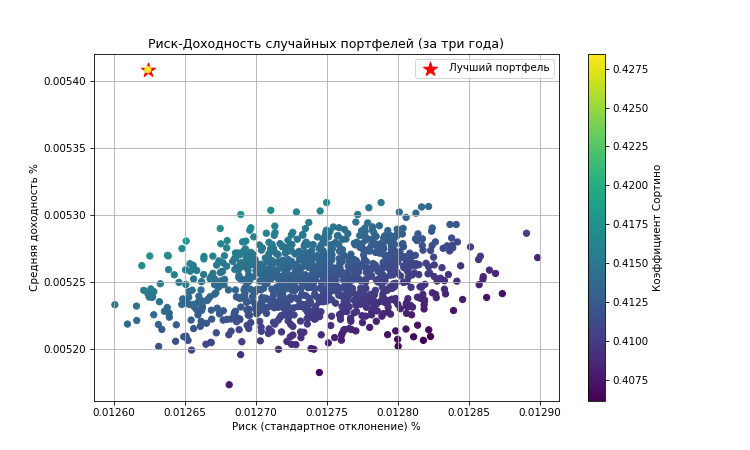 Риск-Доходность случайных портфелей (за три года)
Лучший портфель
Средняя доходность %
0.00540
0.00535
0.00530
0.00525
0.00520
0.01260 0.01265 0.01270 0.01275 0.01280 0.01285 0.01290
Риск (стандартное отклонение) %
0.4275
0.4250
0.4225
0.4200
0.4175
0.4150
0.4125
0.4100
0.4075
Коэффициент Сортино